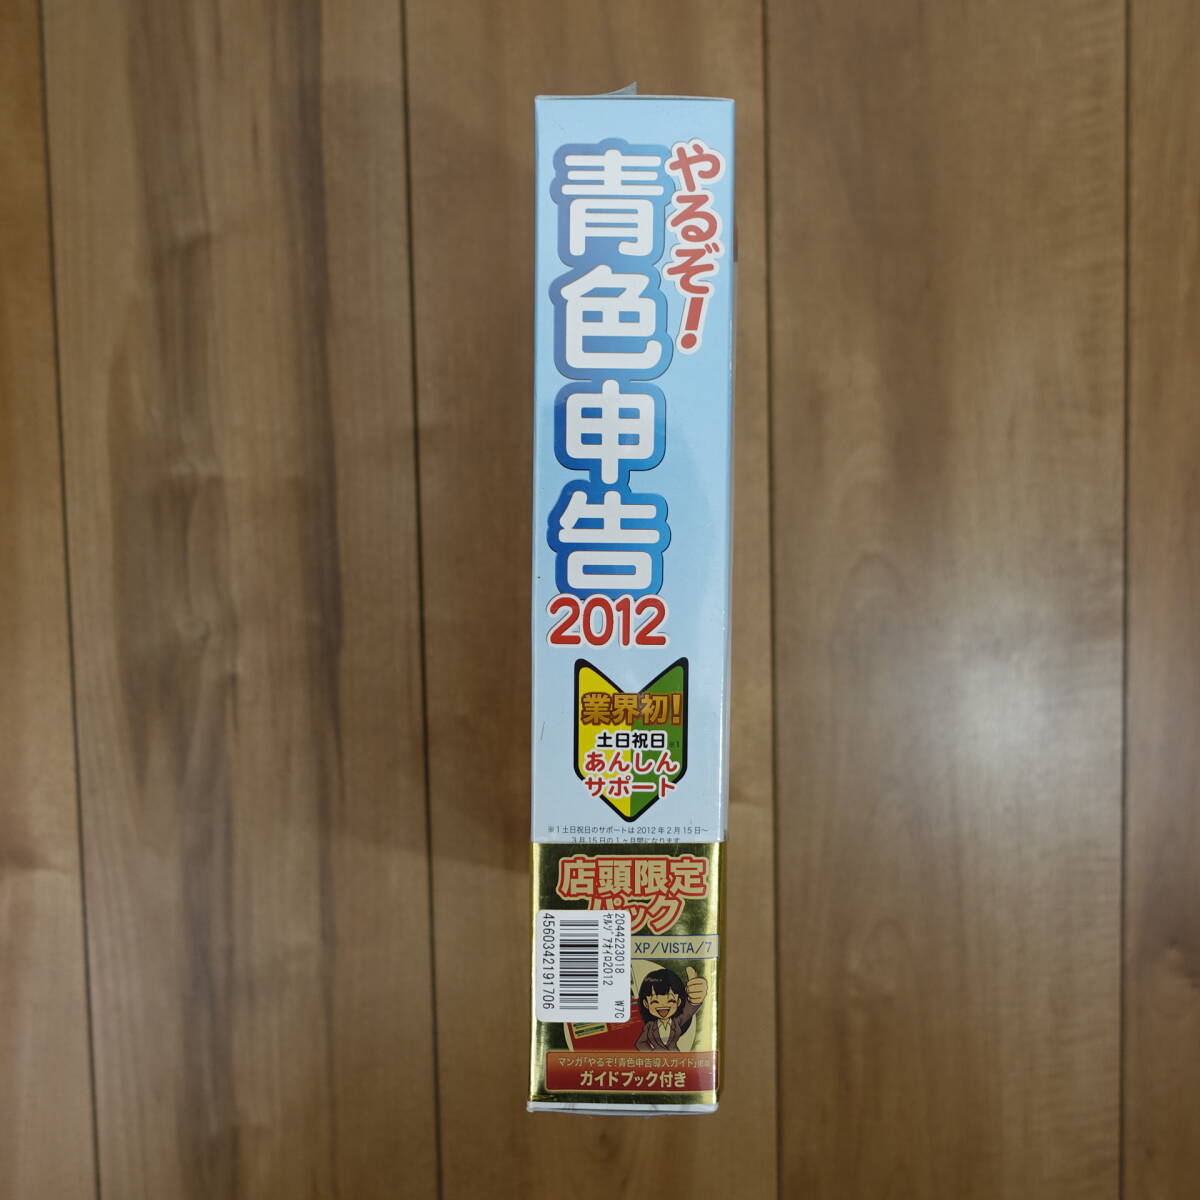 やるぞ!
青色申告
2012
業界初!
土日祝日※1
あんしん
サポート
※1土日祝日のサポートは2012年2月15日〜
3月15日の1ヶ月間になります
店頭限定
パック
XP/VISTA/7
2044223018 W7C
ﾔﾙｿﾞｱｵｲﾛ2012
4560342191706
マンガ「やるぞ!青色申告導入ガイド」
ガイドブック付き